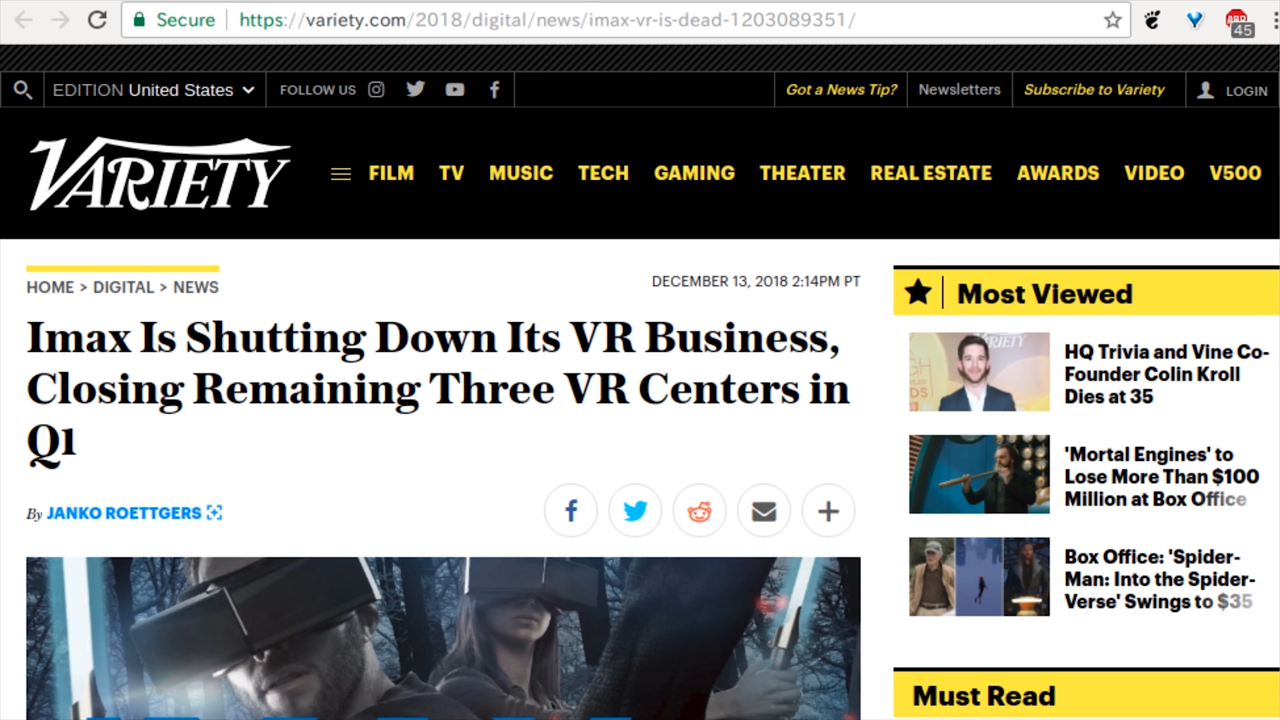 Secure https://variety.com/2018/digital/news/imax-vr-is-dead-1203089351/
ABP
45
EDITION United States
FOLLOW US
Got a News Tip?
Newsletters
Subscribe to Variety
LOGIN
VARIETY
FILM TV MUSIC TECH GAMING THEATER REAL ESTATE AWARDS VIDEO V500
HOME > DIGITAL > NEWS
DECEMBER 13, 2018 2:14PM PT
Imax Is Shutting Down Its VR Business,
Closing Remaining Three VR Centers in
Q1
By JANKO ROETTGERS
Most Viewed
VARIETY
HQ Trivia and Vine Co-
Founder Colin Kroll
Dies at 35
'Mortal Engines' to
Lose More Than $100
Million at Box Office
Box Office: 'Spider-
Man: Into the Spider-
Verse' Swings to $35
Must Read